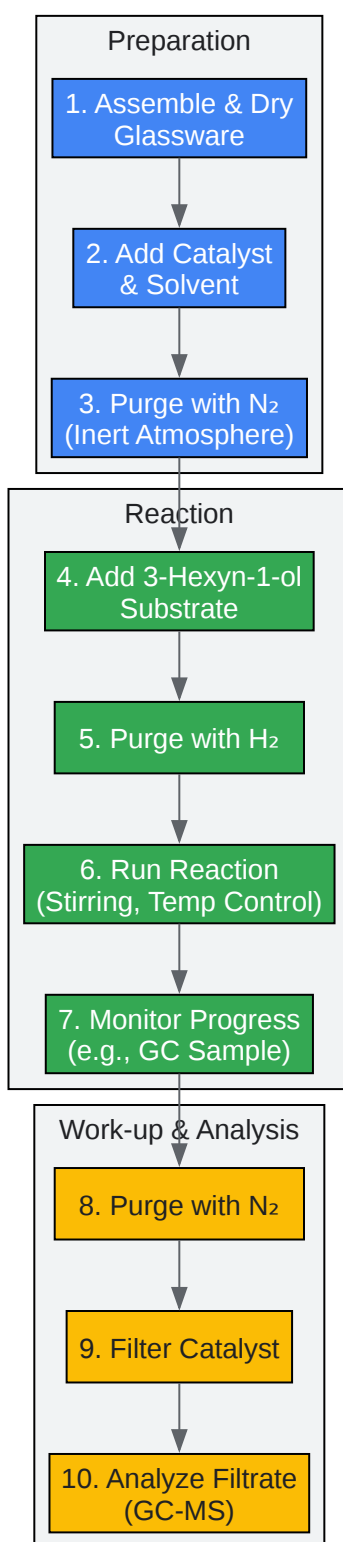 Preparation
1. Assemble & Dry
Glassware
2. Add Catalyst
& Solvent
3. Purge with N₂
(Inert Atmosphere)
Reaction
4. Add 3-Hexyn-1-ol
Substrate
5. Purge with H₂
6. Run Reaction
(Stirring, Temp Control)
7. Monitor Progress
(e.g., GC Sample)
Work-up & Analysis
8. Purge with N₂
9. Filter Catalyst
10. Analyze Filtrate
(GC-MS)